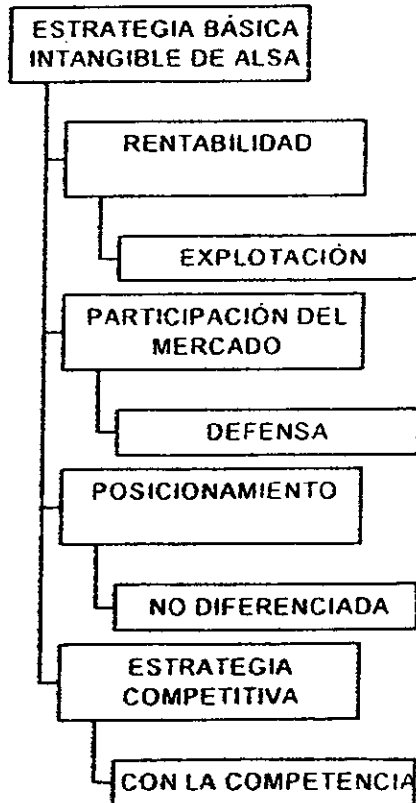 ESTRATEGIA BÁSICA
INTANGIBLE DE ALSA
RENTABILIDAD
EXPLOTACIÓN
PARTICIPACIÓN DEL
MERCADO
DEFENSA
POSICIONAMIENTO
NO DIFERENCIADA
ESTRATEGIA
COMPETITIVA
CON LA COMPETENCIA